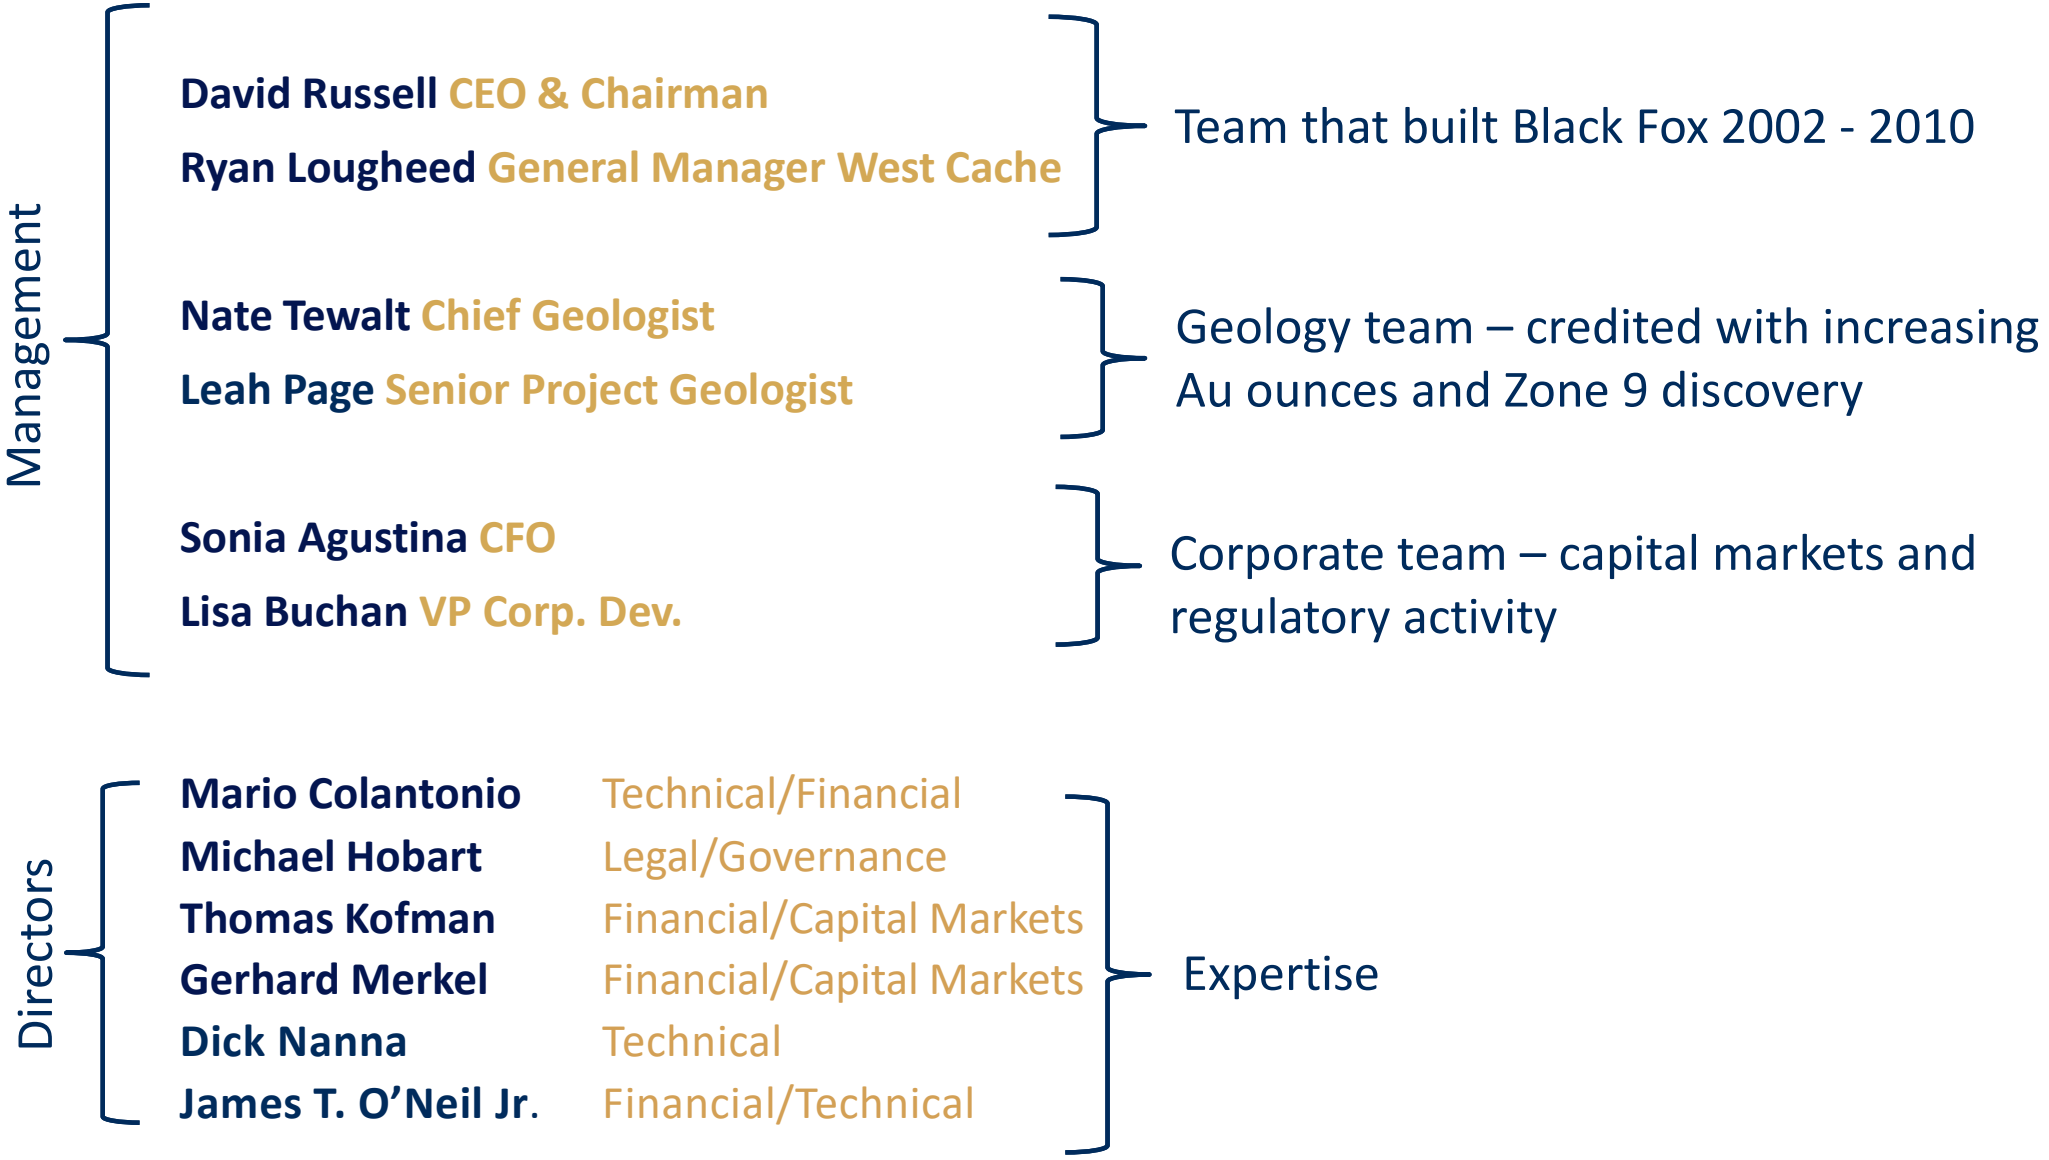 Management
David Russell CEO & Chairman
Ryan Lougheed General Manager West Cache
Team that built Black Fox 2002 - 2010
Nate Tewalt Chief Geologist
Leah Page Senior Project Geologist
Geology team – credited with increasing
Au ounces and Zone 9 discovery
Sonia Agustina CFO
Lisa Buchan VP Corp. Dev.
Corporate team – capital markets and
regulatory activity
Directors
Mario Colantonio Technical/Financial
Michael Hobart Legal/Governance
Thomas Kofman Financial/Capital Markets
Gerhard Merkel Financial/Capital Markets
Dick Nanna Technical
James T. O’Neil Jr. Financial/Technical
Expertise